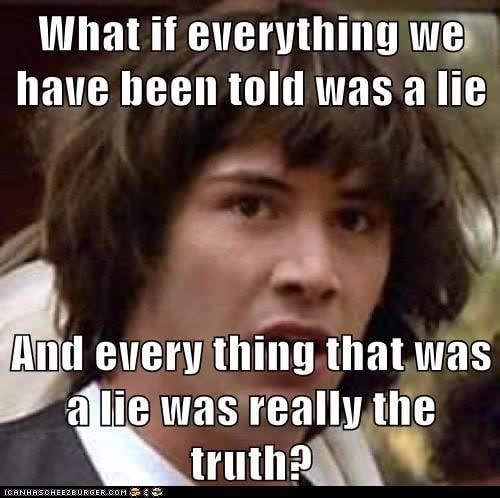 What if everything we
have been told was a lie
And every thing that was
a lie was really the
truth?
ICANHASCHEEZBURGER.COM